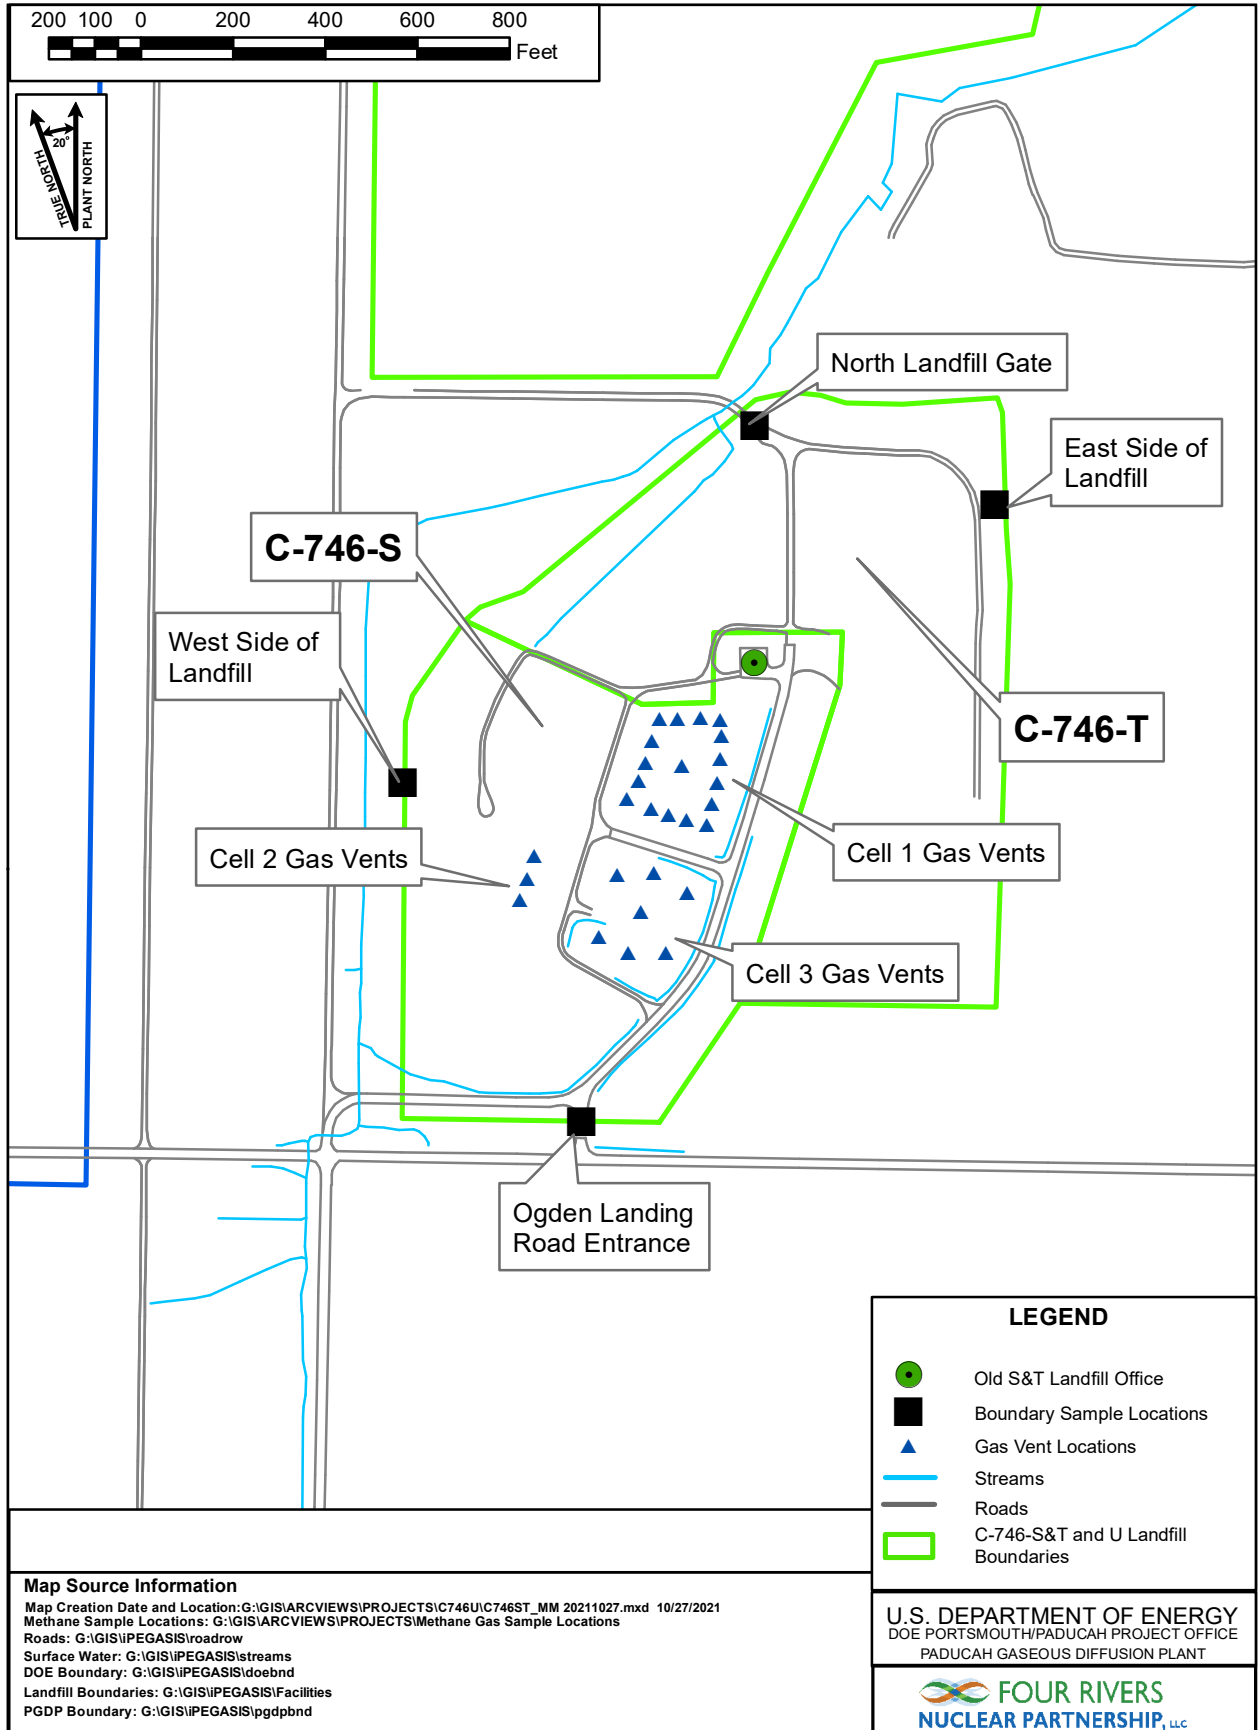 200 100 0 200 400 600 800
Feet
20°
TRUE NORTH
PLANT NORTH
North Landfill Gate
East Side of
Landfill
C-746-S
West Side of
Landfill
C-746-T
Cell 1 Gas Vents
Cell 2 Gas Vents
Cell 3 Gas Vents
Ogden Landing
Road Entrance
LEGEND
Old S&T Landfill Office
Boundary Sample Locations
Gas Vent Locations
Streams
Roads
C-746-S&T and U Landfill
Boundaries
Map Source Information
Map Creation Date and Location:G:\GIS\ARCVIEWS\PROJECTS\C746U\C746ST_MM 20211027.mxd 10/27/2021
Methane Sample Locations: G:\GIS\ARCVIEWS\PROJECTS\Methane Gas Sample Locations
Roads: G:\GIS\iPEGASIS\roadrow
Surface Water: G:\GIS\iPEGASIS\streams
DOE Boundary: G:\GIS\iPEGASIS\doebnd
Landfill Boundaries: G:\GIS\iPEGASIS\Facilities
PGDP Boundary: G:\GIS\iPEGASIS\pgdpbnd
U.S. DEPARTMENT OF ENERGY
DOE PORTSMOUTH/PADUCAH PROJECT OFFICE
PADUCAH GASEOUS DIFFUSION PLANT
FOUR RIVERS
NUCLEAR PARTNERSHIP, LLC